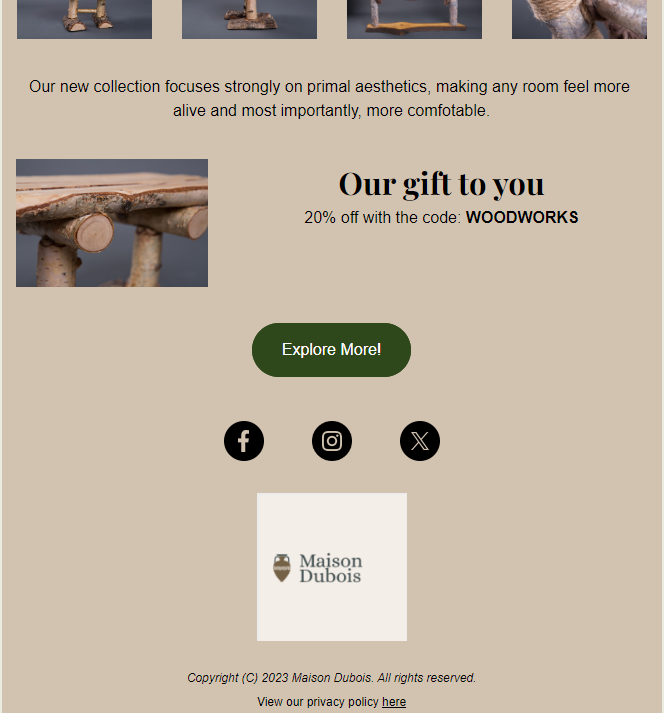 Our new collection focuses strongly on primal aesthetics, making any room feel more
alive and most importantly, more comfotable.
Our gift to you
20% off with the code: WOODWORKS
Explore More!
Maison
Dubois
Copyright (C) 2023 Maison Dubois. All rights reserved.
View our privacy policy here